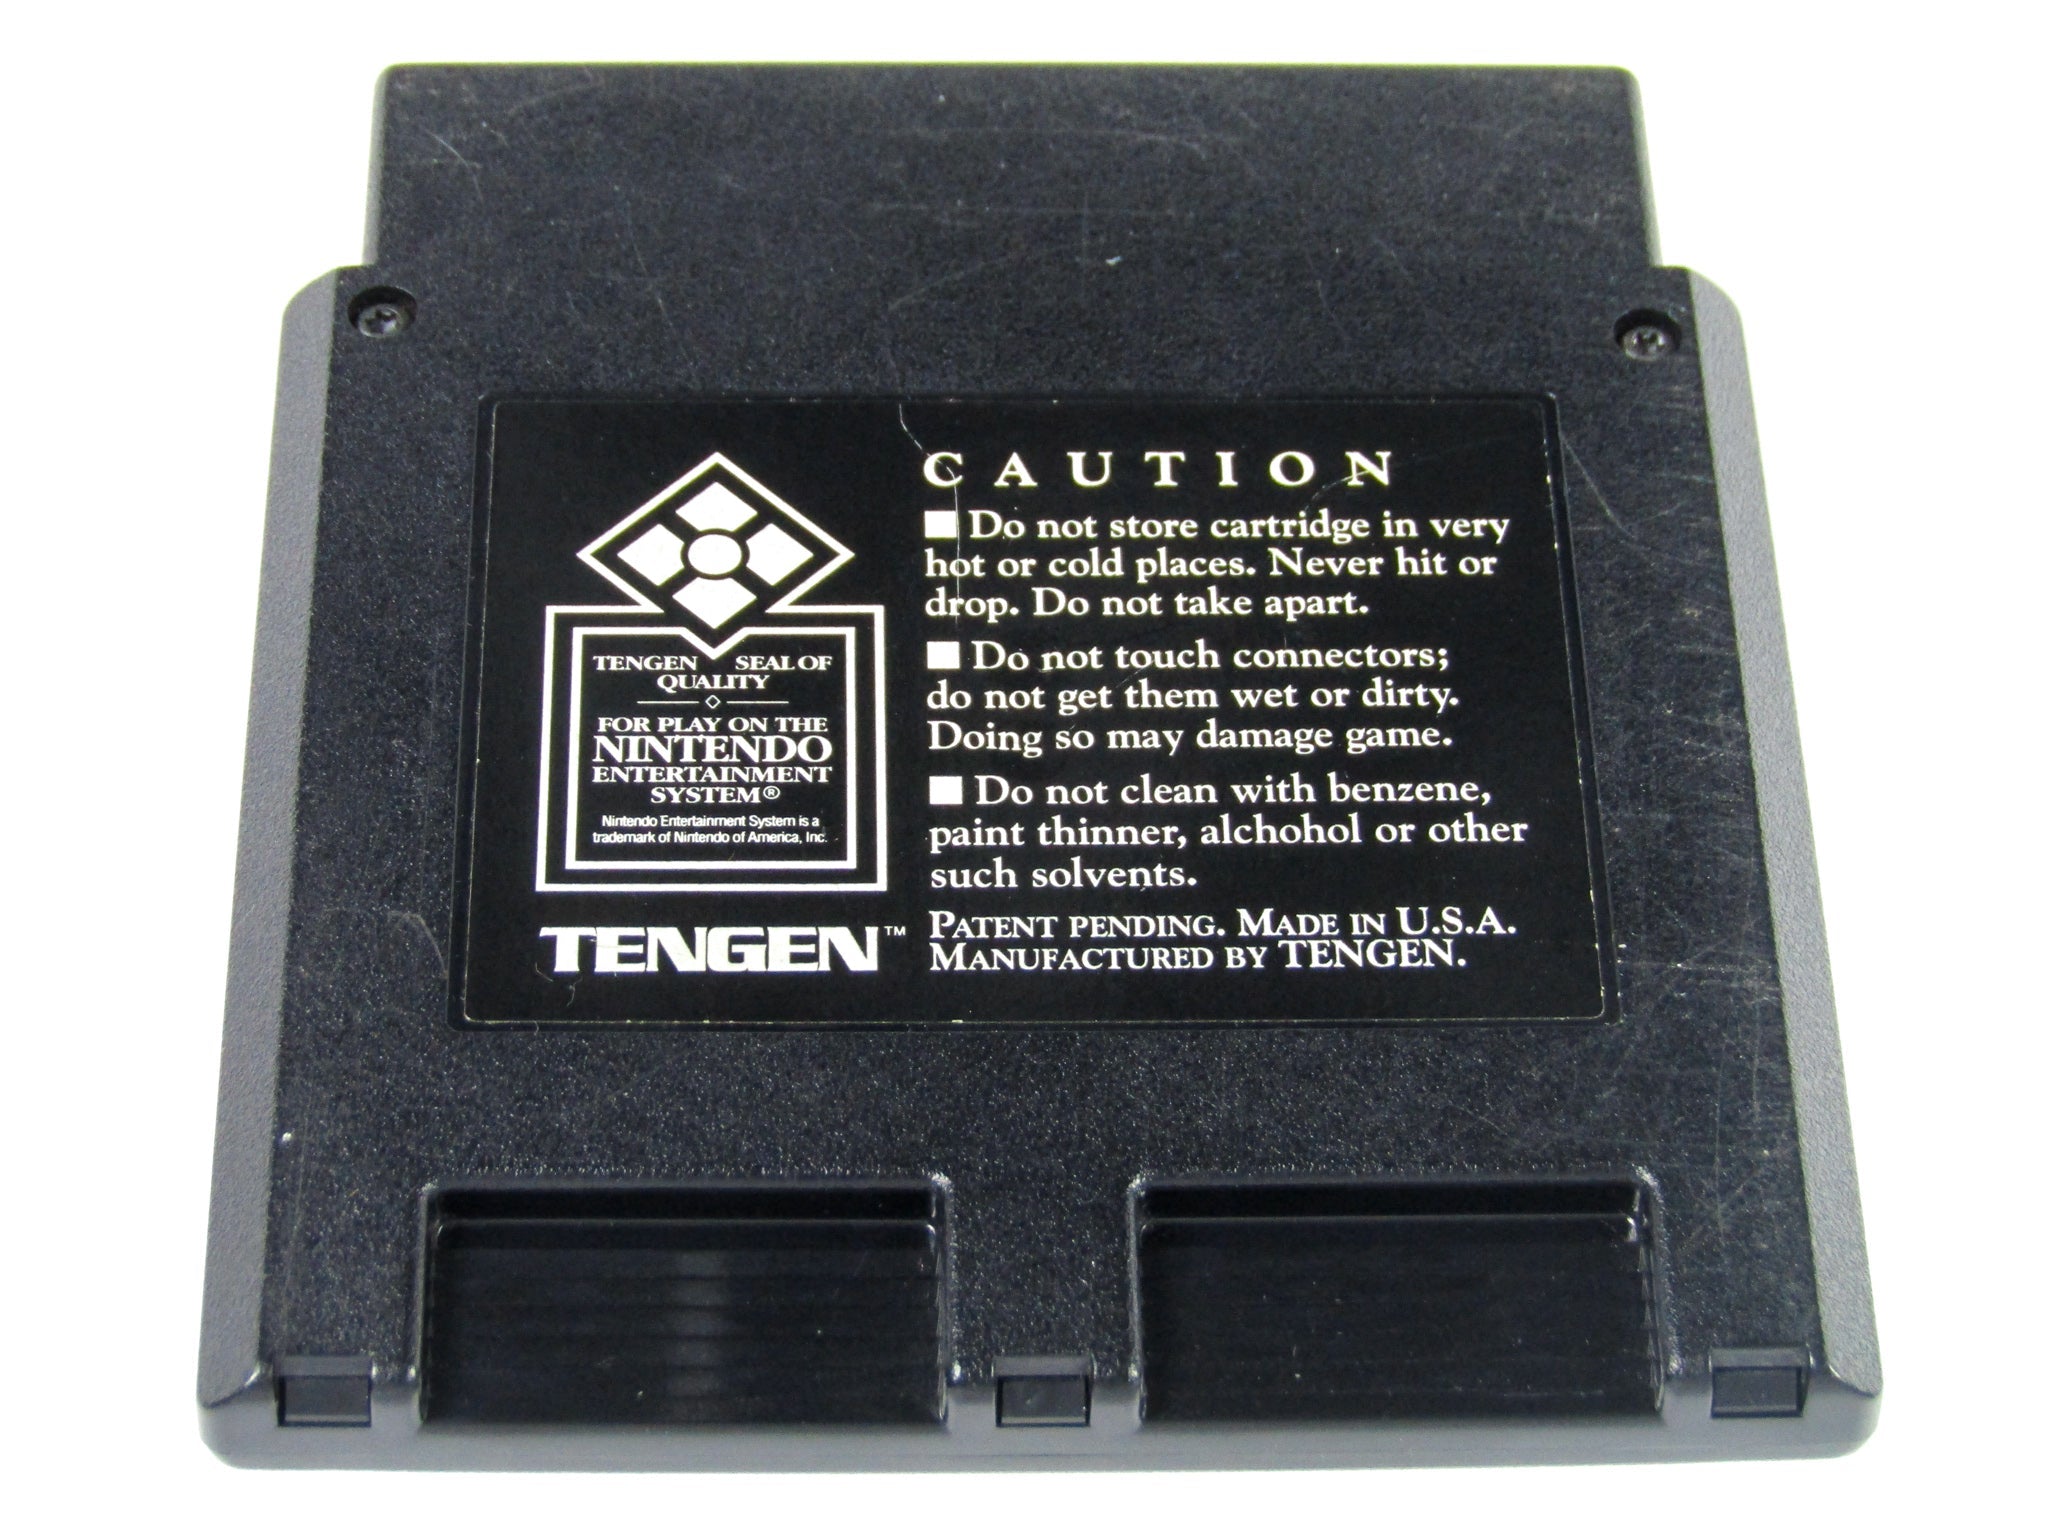 TENGEN SEAL OF
QUALITY
FOR PLAY ON THE
NINTENDO
ENTERTAINMENT
SYSTEM®
Nintendo Entertainment System is a
trademark of Nintendo of America, Inc.
TENGEN™
CAUTION
■ Do not store cartridge in very
hot or cold places. Never hit or
drop. Do not take apart.
■ Do not touch connectors;
do not get them wet or dirty.
Doing so may damage game.
■ Do not clean with benzene,
paint thinner, alchohol or other
such solvents.
PATENT PENDING. MADE IN U.S.A.
MANUFACTURED BY TENGEN.